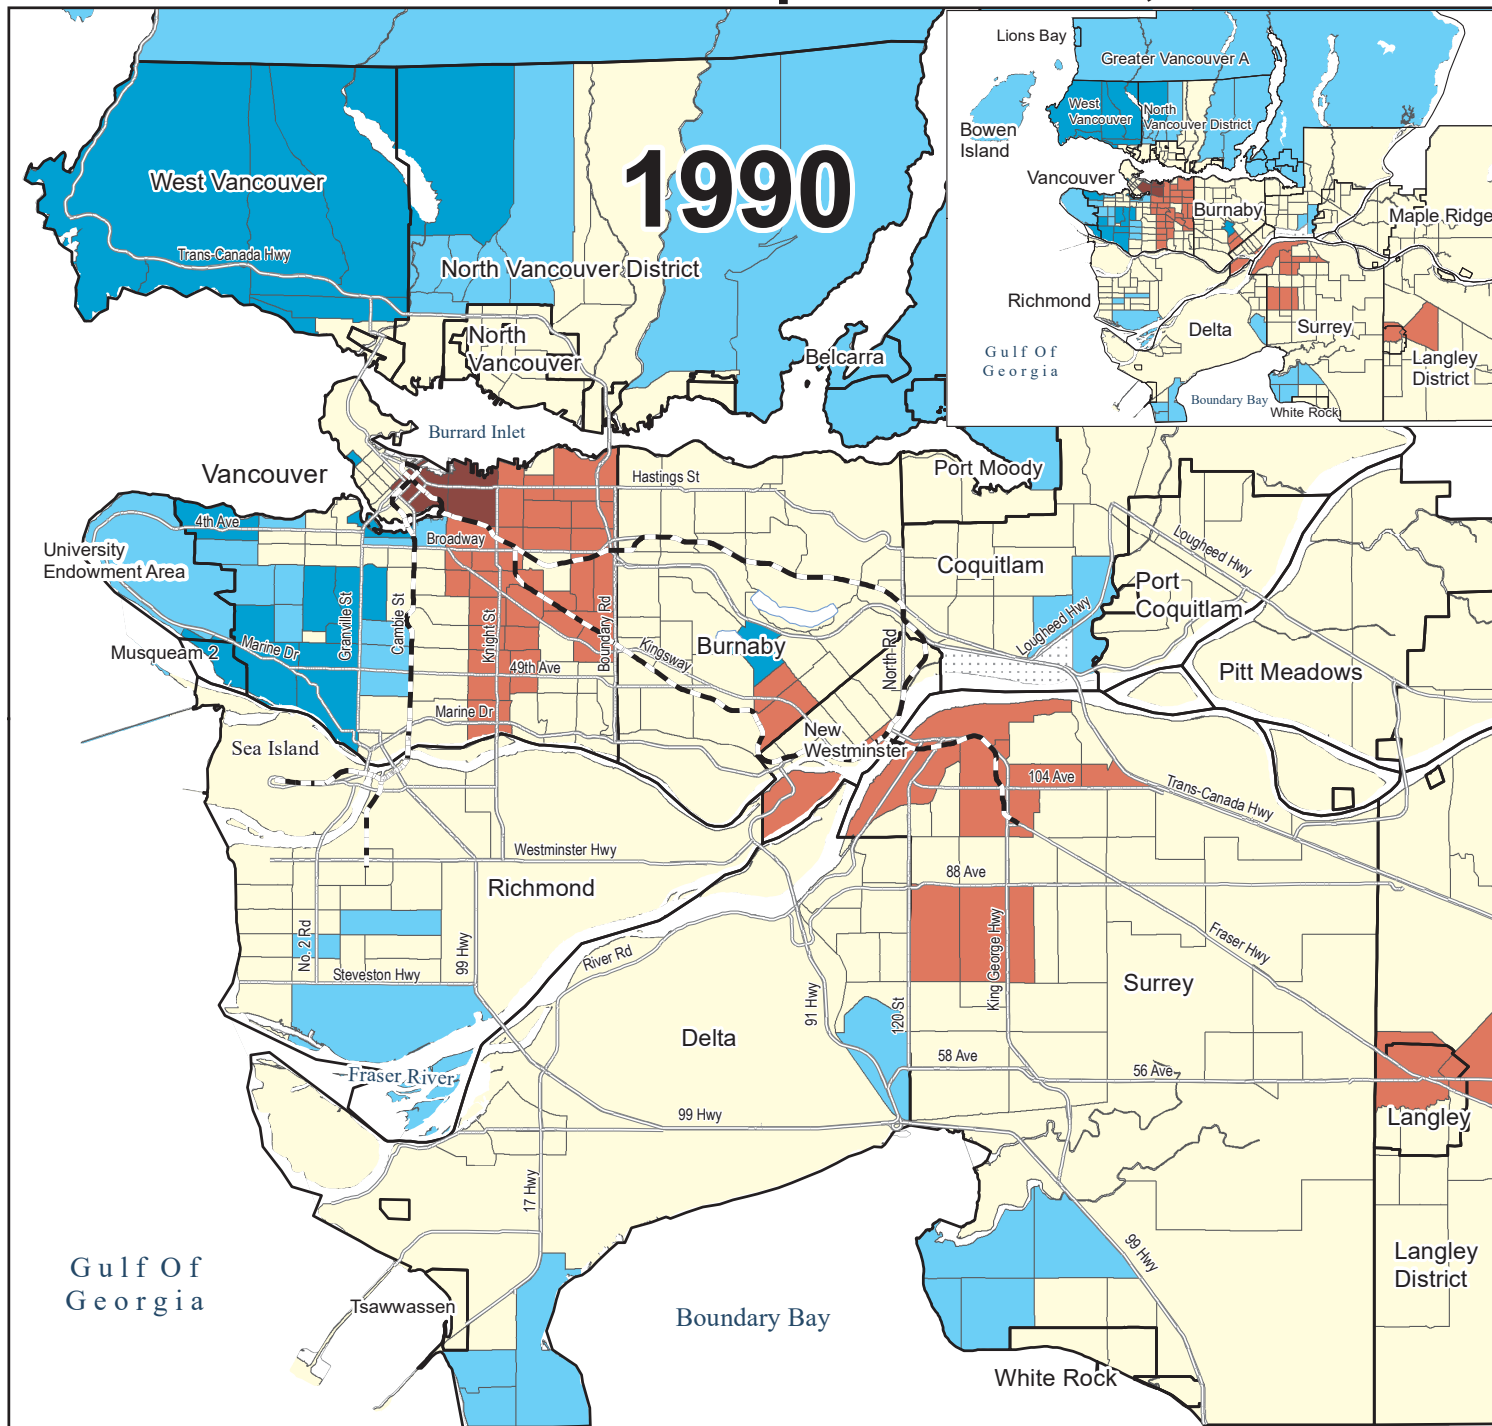 1990
Lions Bay
Greater Vancouver A
West
Vancouver
North
Vancouver District
Bowen
Island
Vancouver
Burnaby
Maple Ridge
Richmond
Delta
Surrey
Langley
District
Gulf Of
Georgia
Boundary Bay
White Rock
West Vancouver
Trans-Canada Hwy
North Vancouver District
North
Vancouver
Belcarra
Burrard Inlet
Vancouver
Hastings St
Port Moody
4th Ave
Broadway
University
Endowment Area
Coquitlam
Lougheed Hwy
Port
Coquitlam
Granville St
Cambie St
Knight St
Boundary Rd
Kingsway
Burnaby
North Rd
Lougheed Hwy
Musqueam 2
Marine Dr
49th Ave
Pitt Meadows
Marine Dr
New
Westminster
Sea Island
104 Ave
Trans-Canada Hwy
Westminster Hwy
Richmond
88 Ave
No. 2 Rd
99 Hwy
River Rd
Steveston Hwy
91 Hwy
120 St
King George Hwy
Fraser Hwy
Surrey
Delta
58 Ave
56 Ave
Fraser River
99 Hwy
Langley
17 Hwy
99 Hwy
Langley
District
Gulf Of
Georgia
Tsawwassen
Boundary Bay
White Rock